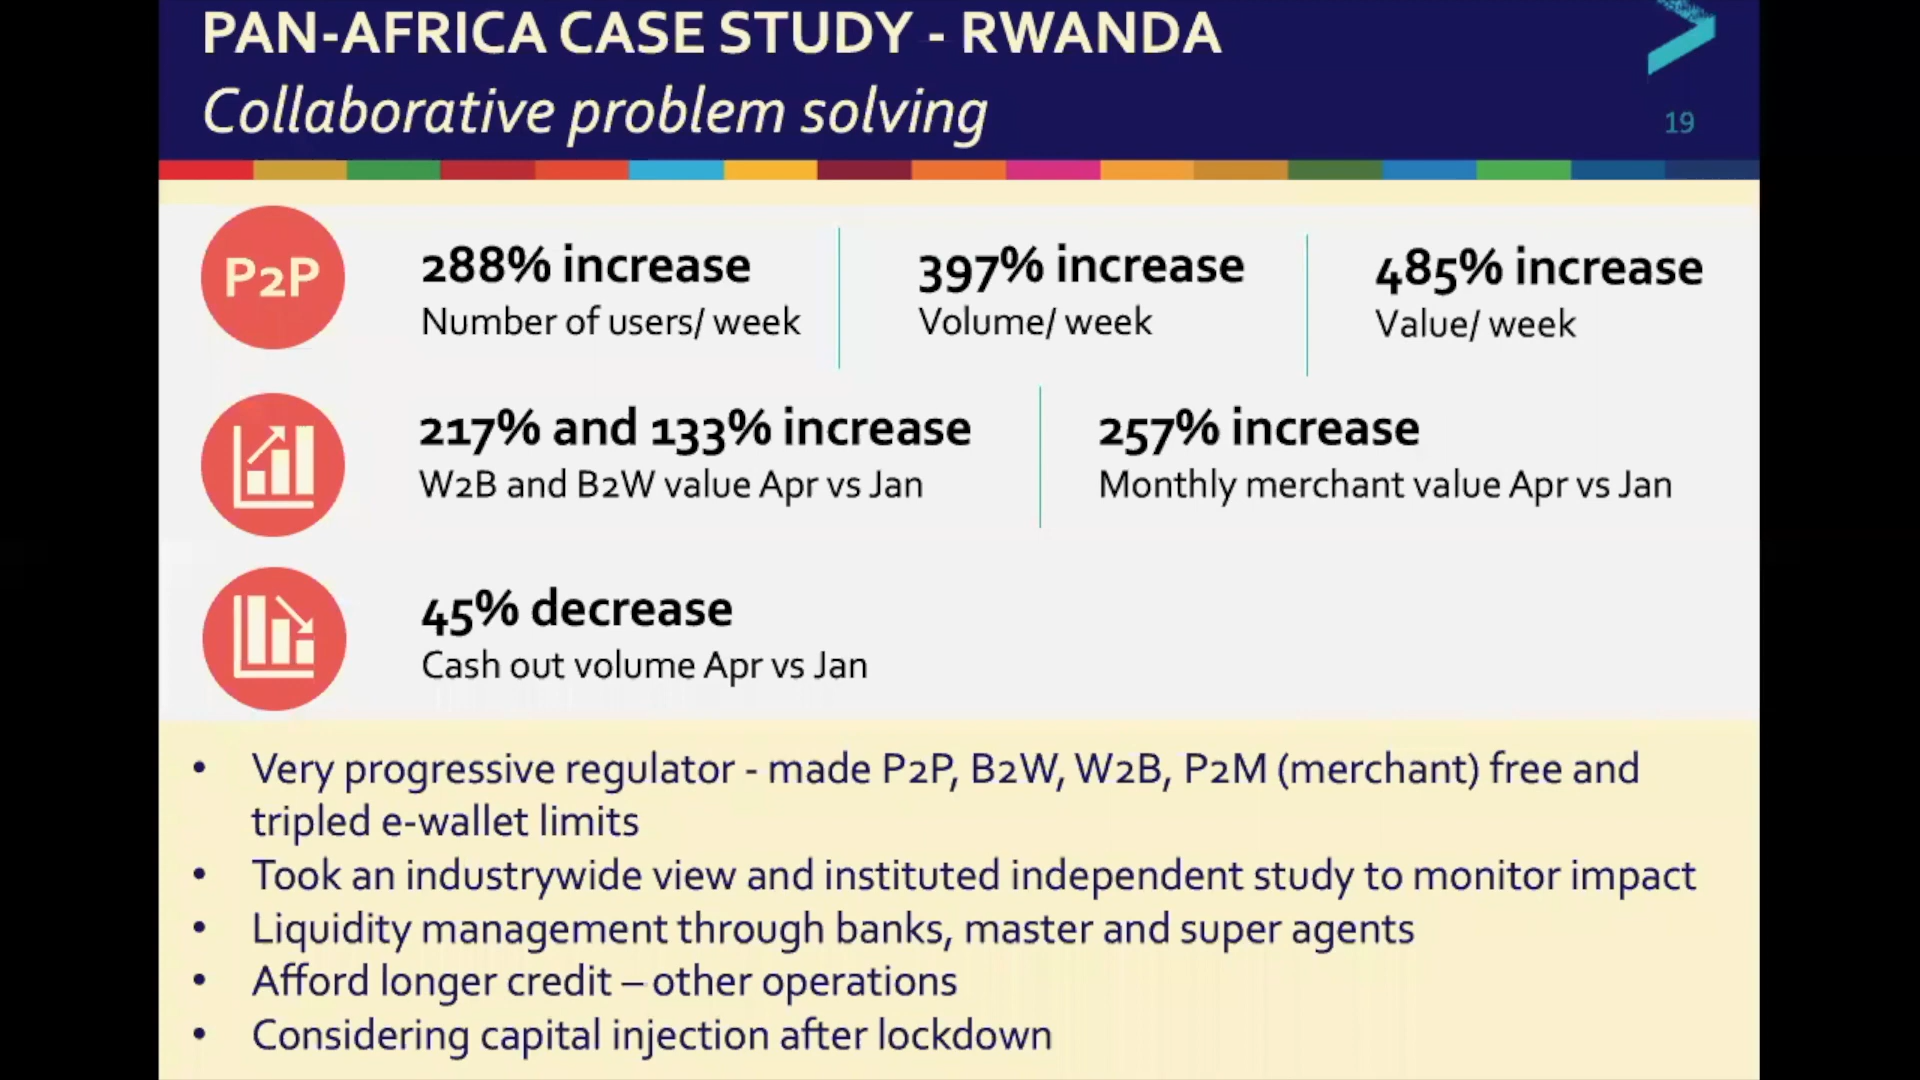 PAN-AFRICA CASE STUDY - RWANDA
Collaborative problem solving
19
P2P
288% increase
Number of users/ week
397% increase
Volume/ week
485% increase
Value/ week
217% and 133% increase
W2B and B2W value Apr vs Jan
257% increase
Monthly merchant value Apr vs Jan
45% decrease
Cash out volume Apr vs Jan
• Very progressive regulator - made P2P, B2W, W2B, P2M (merchant) free and
tripled e-wallet limits
• Took an industrywide view and instituted independent study to monitor impact
• Liquidity management through banks, master and super agents
• Afford longer credit – other operations
• Considering capital injection after lockdown